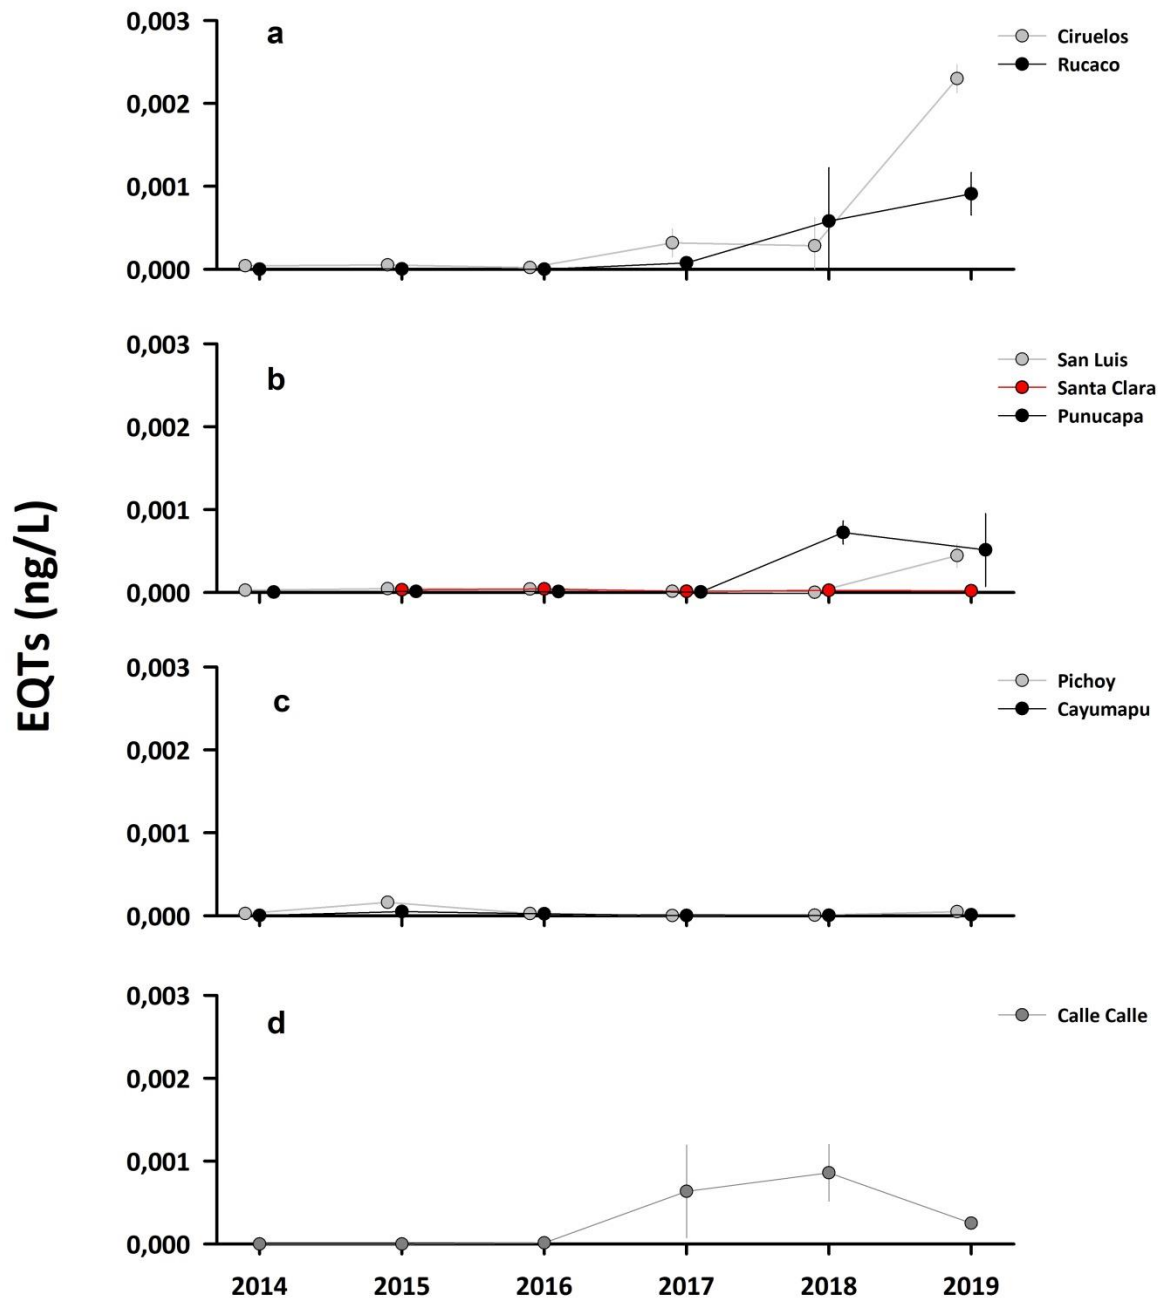 EQTs (ng/L)
a
0,003
0,002
0,001
0,000
Ciruelos
Rucaco
b
0,003
0,002
0,001
0,000
San Luis
Santa Clara
Punucapa
c
0,003
0,002
0,001
0,000
Pichoy
Cayumapu
d
0,003
0,002
0,001
0,000
Calle Calle
2014 2015 2016 2017 2018 2019